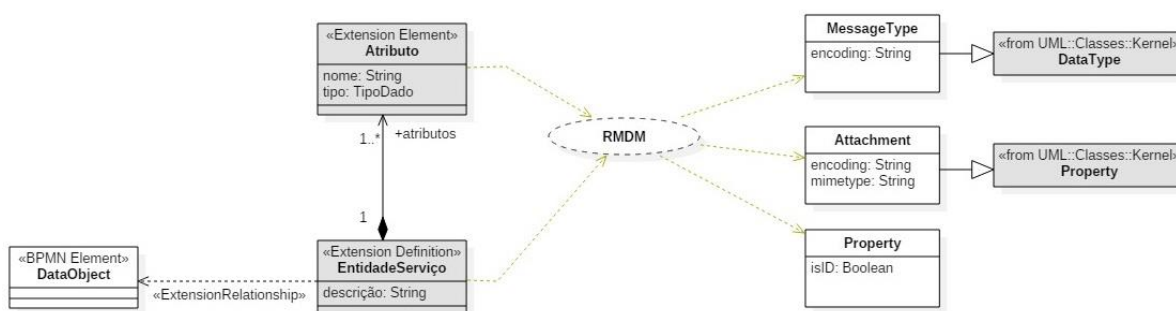 «Extension Element»
Atributo
nome: String
tipo: TipoDado
1..*
+atributos
1
«Extension Definition»
EntidadeServiço
descrição: String
«BPMN Element»
DataObject
«ExtensionRelationship»
RMDM
MessageType
encoding: String
«from UML::Classes::Kernel»
DataType
Attachment
encoding: String
mimetype: String
«from UML::Classes::Kernel»
Property
Property
isID: Boolean